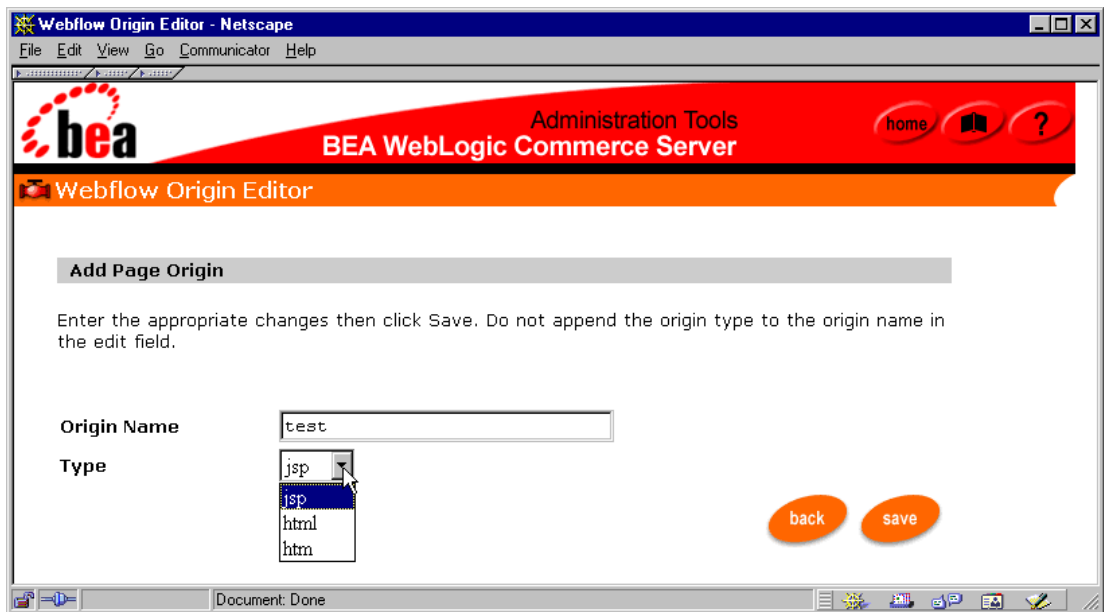 Webflow Origin Editor - Netscape
File Edit View Go Communicator Help
bea
Administration Tools
BEA WebLogic Commerce Server
home
?
Webflow Origin Editor
Add Page Origin
Enter the appropriate changes then click Save. Do not append the origin type to the origin name in
the edit field.
Origin Name test
Type jsp
jsp
html
htm
back save
Document: Done